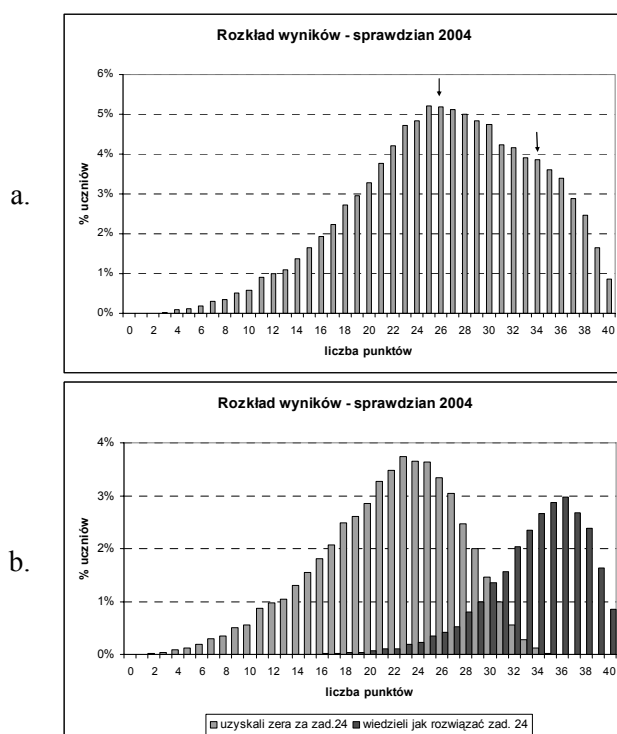 a.
Rozkład wyników - sprawdzian 2004
% uczniów
6%
5%
4%
3%
2%
1%
0%
0 2 4 6 8 10 12 14 16 18 20 22 24 26 28 30 32 34 36 38 40
liczba punktów
b.
Rozkład wyników - sprawdzian 2004
% uczniów
4%
3%
2%
1%
0%
0 2 4 6 8 10 12 14 16 18 20 22 24 26 28 30 32 34 36 38 40
liczba punktów
uzyskali zera za zad.24 wiedzieli jak rozwiązać zad. 24